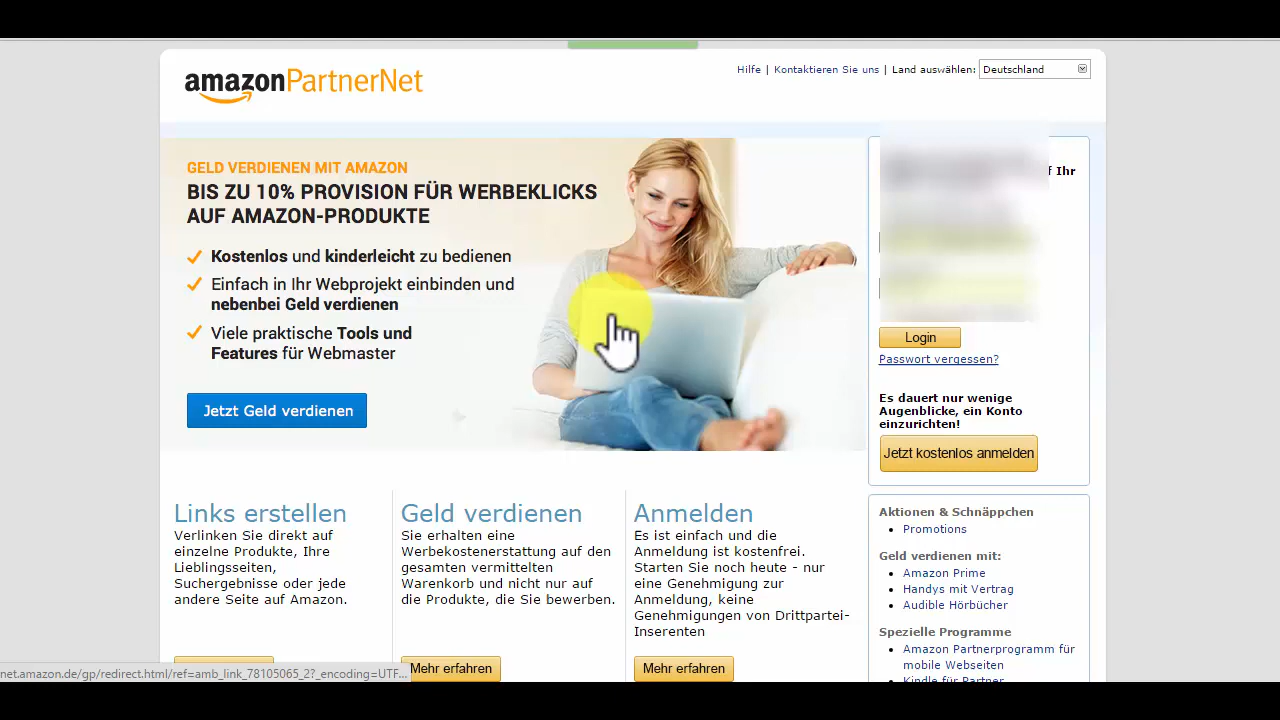 amazonPartnerNet
Hilfe | Kontaktieren Sie uns | Land auswählen: Deutschland
GELD VERDIENEN MIT AMAZON
BIS ZU 10% PROVISION FÜR WERBEKLICKS
AUF AMAZON-PRODUKTE
Kostenlos und kinderleicht zu bedienen
Einfach in Ihr Webprojekt einbinden und
nebenbei Geld verdienen
Viele praktische Tools und
Features für Webmaster
Jetzt Geld verdienen
f Ihr
Login
Passwort vergessen?
Es dauert nur wenige
Augenblicke, ein Konto
einzurichten!
Jetzt kostenlos anmelden
Links erstellen
Verlinken Sie direkt auf
einzelne Produkte, Ihre
Lieblingsseiten,
Suchergebnisse oder jede
andere Seite auf Amazon.
Geld verdienen
Sie erhalten eine
Werbekostenerstattung auf den
gesamten vermittelten
Warenkorb und nicht nur auf
die Produkte, die Sie bewerben.
Mehr erfahren
Anmelden
Es ist einfach und die
Anmeldung ist kostenfrei.
Starten Sie noch heute - nur
eine Genehmigung zur
Anmeldung, keine
Genehmigungen von Drittpartei-
Inserenten
Mehr erfahren
Aktionen & Schnäppchen
Promotions
Geld verdienen mit:
Amazon Prime
Handys mit Vertrag
Audible Hörbücher
Spezielle Programme
Amazon Partnerprogramm für
mobile Webseiten
Kindle für Partner
net.amazon.de/gp/redirect.html/ref=amb_link_78105065_2?_encoding=UTF...